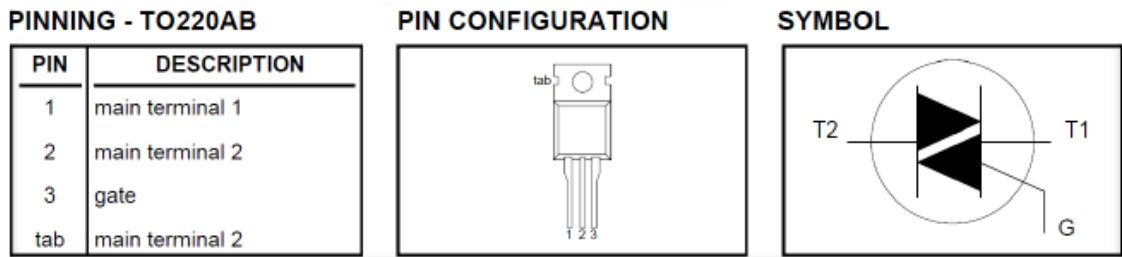 PINNING - TO220AB
PIN DESCRIPTION
1 main terminal 1
2 main terminal 2
3 gate
tab main terminal 2
PIN CONFIGURATION
tab
1 2 3
SYMBOL
T2 T1
G